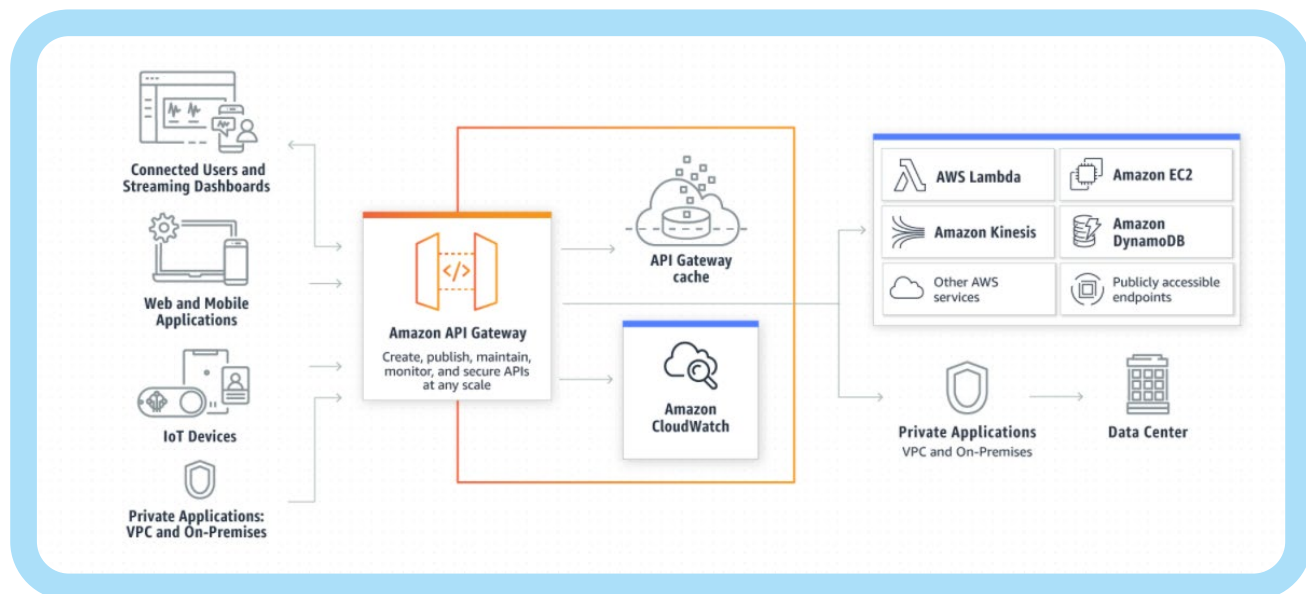 Connected Users and
Streaming Dashboards
Web and Mobile
Applications
IoT Devices
Private Applications:
VPC and On-Premises
</>
Amazon API Gateway
Create, publish, maintain,
monitor, and secure APIs
at any scale
API Gateway
cache
Amazon
CloudWatch
AWS Lambda
Amazon EC2
Amazon Kinesis
Amazon
DynamoDB
Other AWS
services
Publicly accessible
endpoints
Private Applications
VPC and On-Premises
Data Center